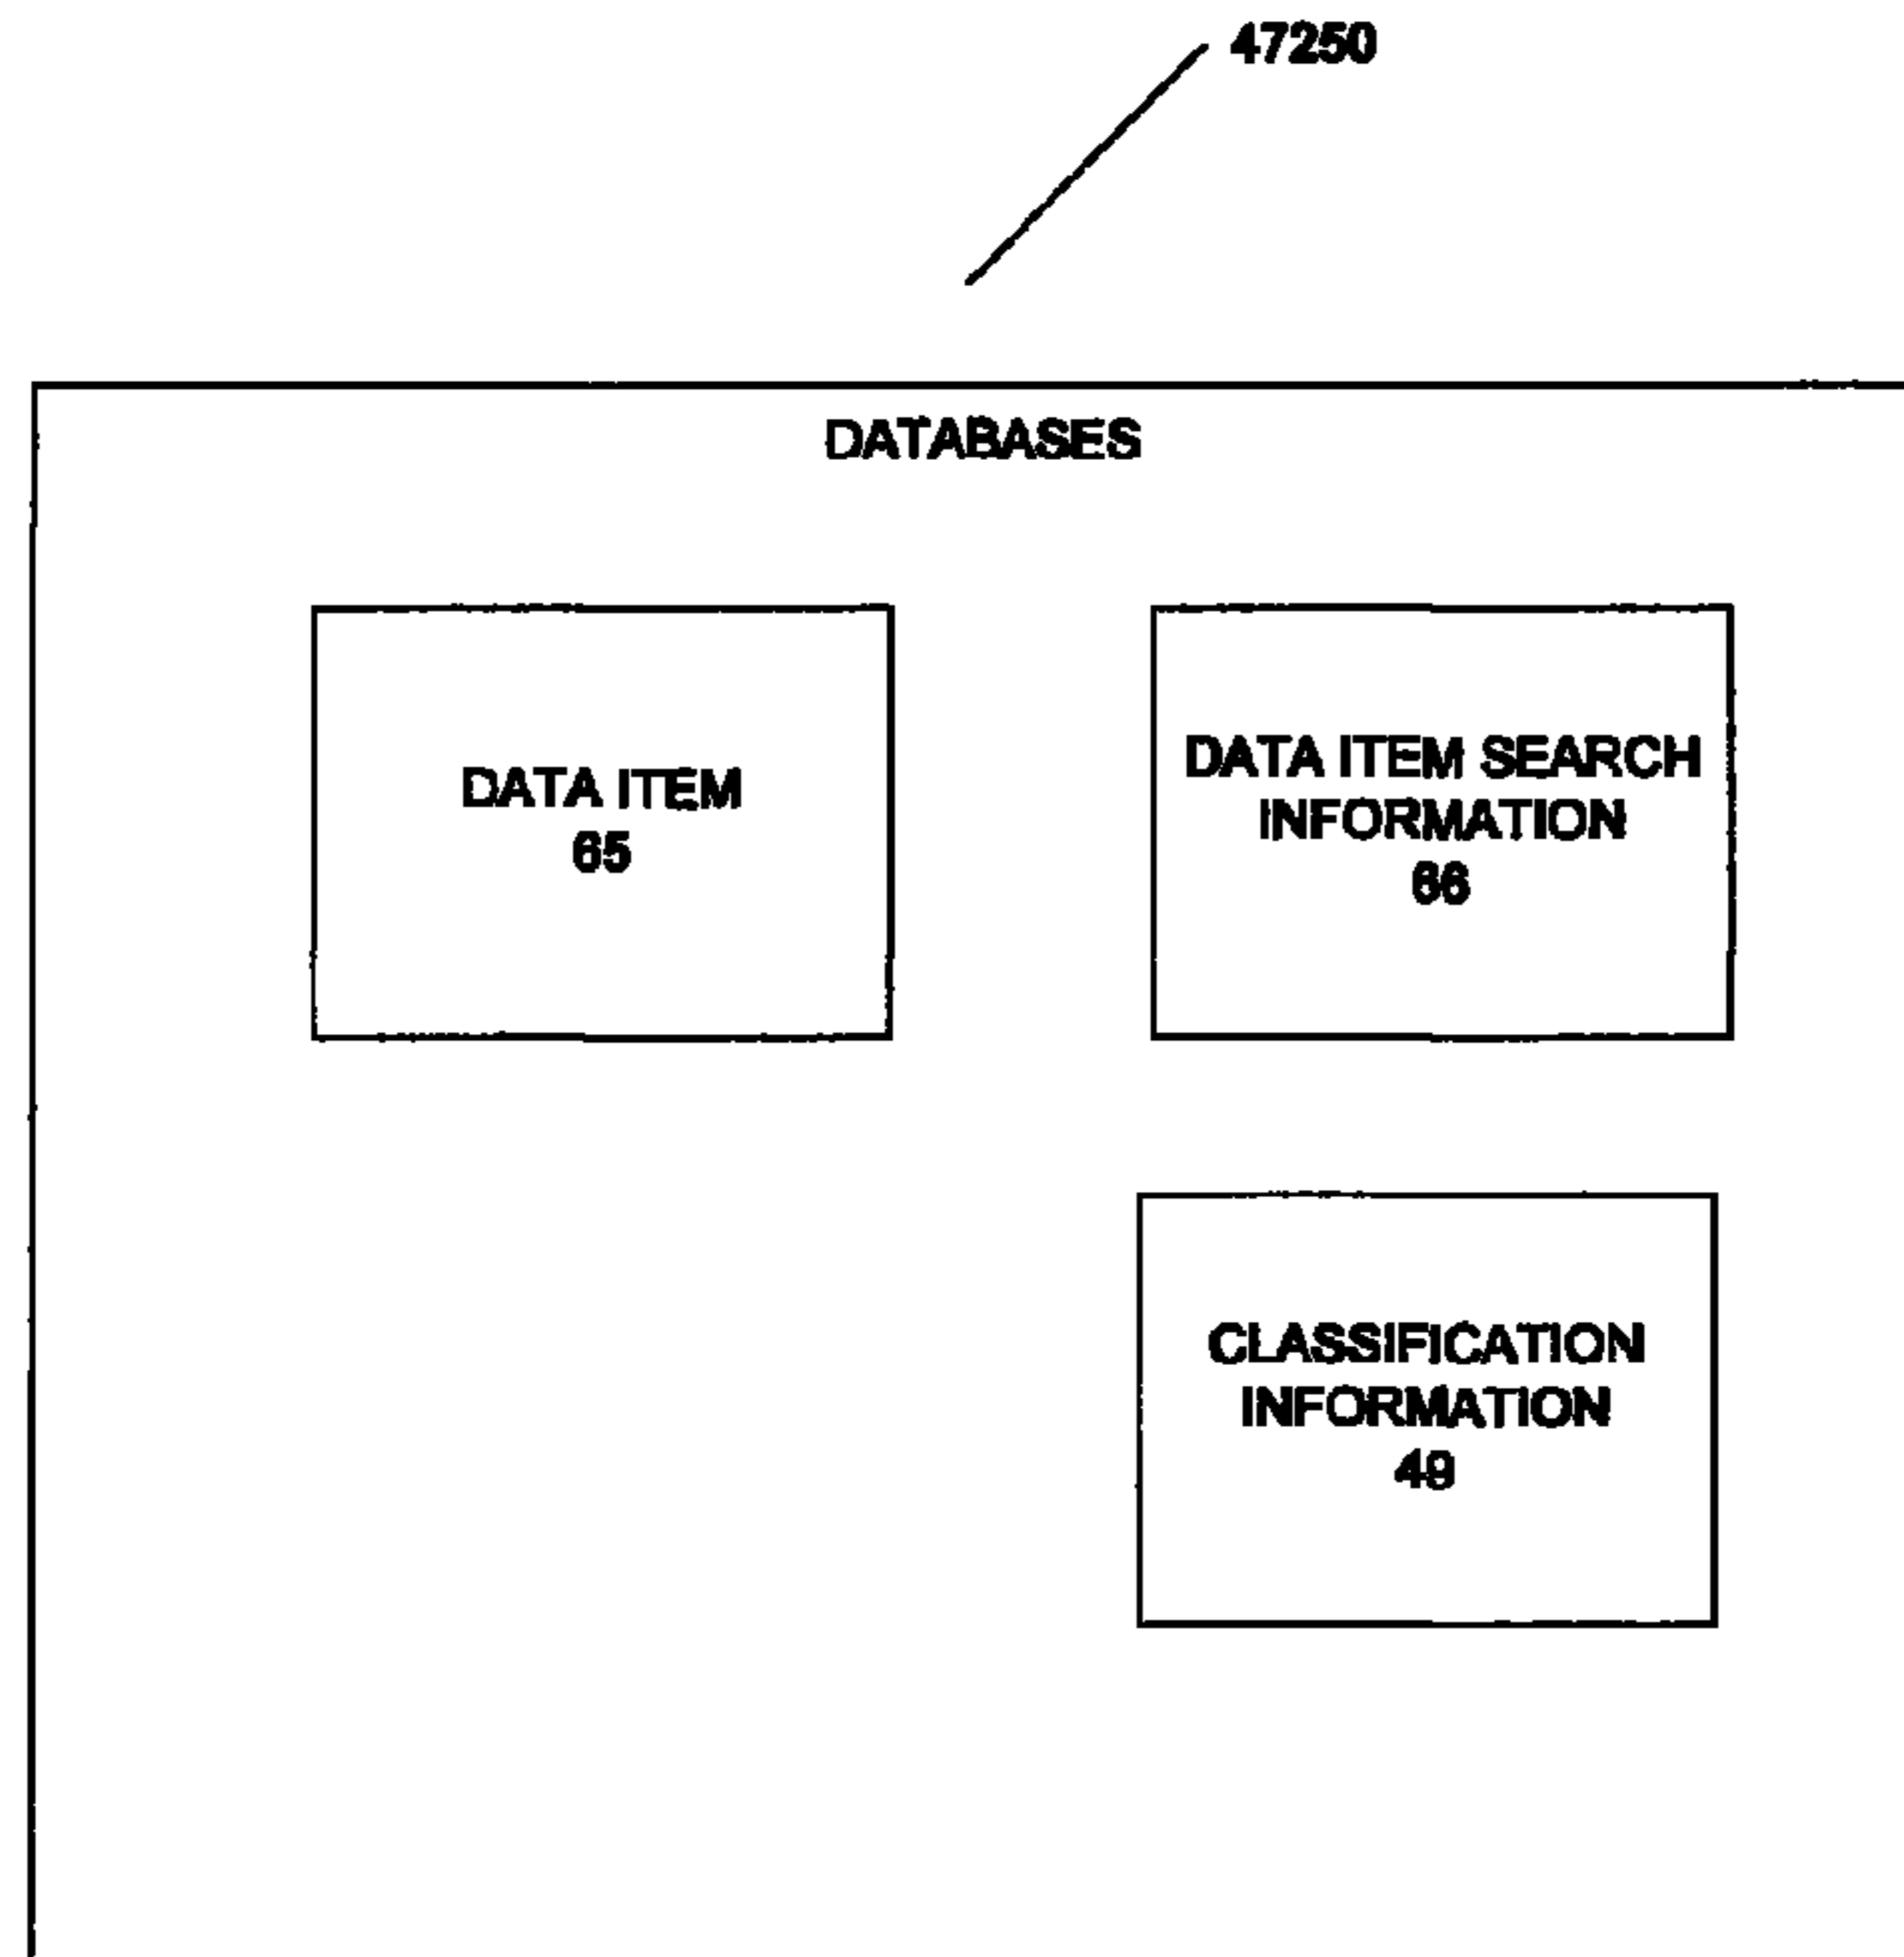 47250
DATABASES
DATA ITEM
65
DATA ITEM SEARCH
INFORMATION
66
CLASSIFICATION
INFORMATION
49